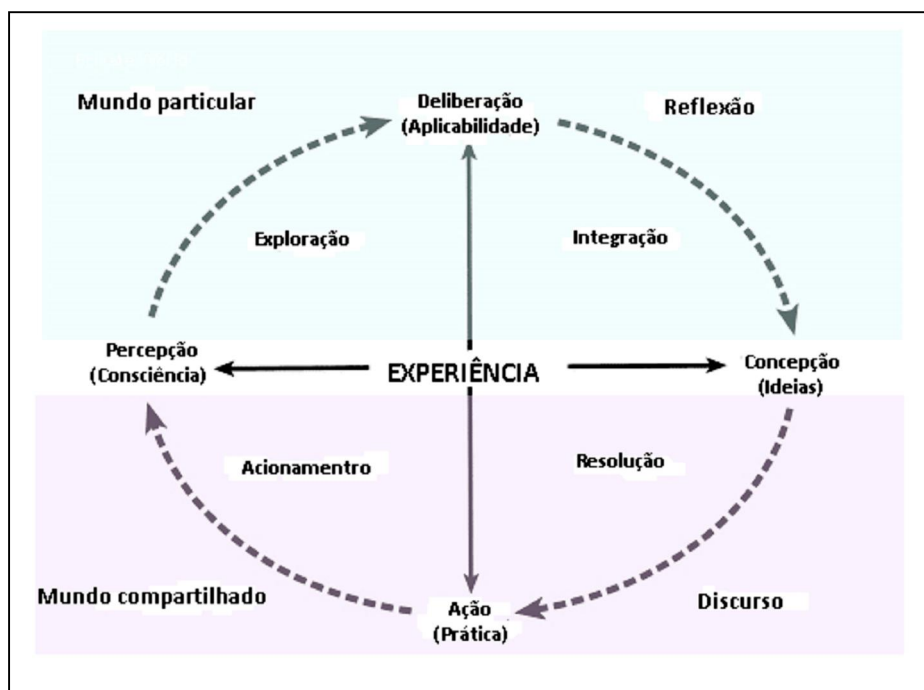 Mundo particular
Deliberação
(Aplicabilidade)
Reflexão
Exploração
Integração
Percepção
(Consciência)
EXPERIÊNCIA
Concepção
(Ideias)
Acionamentro
Resolução
Mundo compartilhado
Ação
(Prática)
Discurso